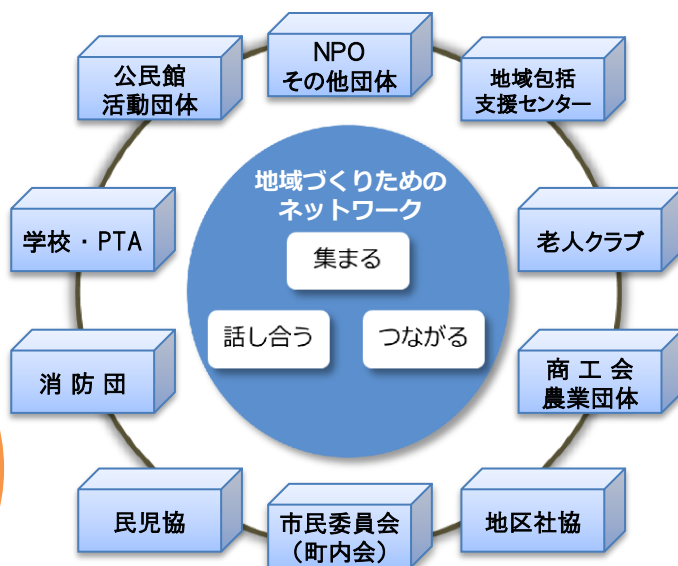 NPO
その他団体
公民館
活動団体
地域包括
支援センター
地域づくりための
ネットワーク
集まる
話し合う
つながる
学校・PTA
老人クラブ
消防団
商工会
農業団体
民児協
市民委員会
（町内会）
地区社協